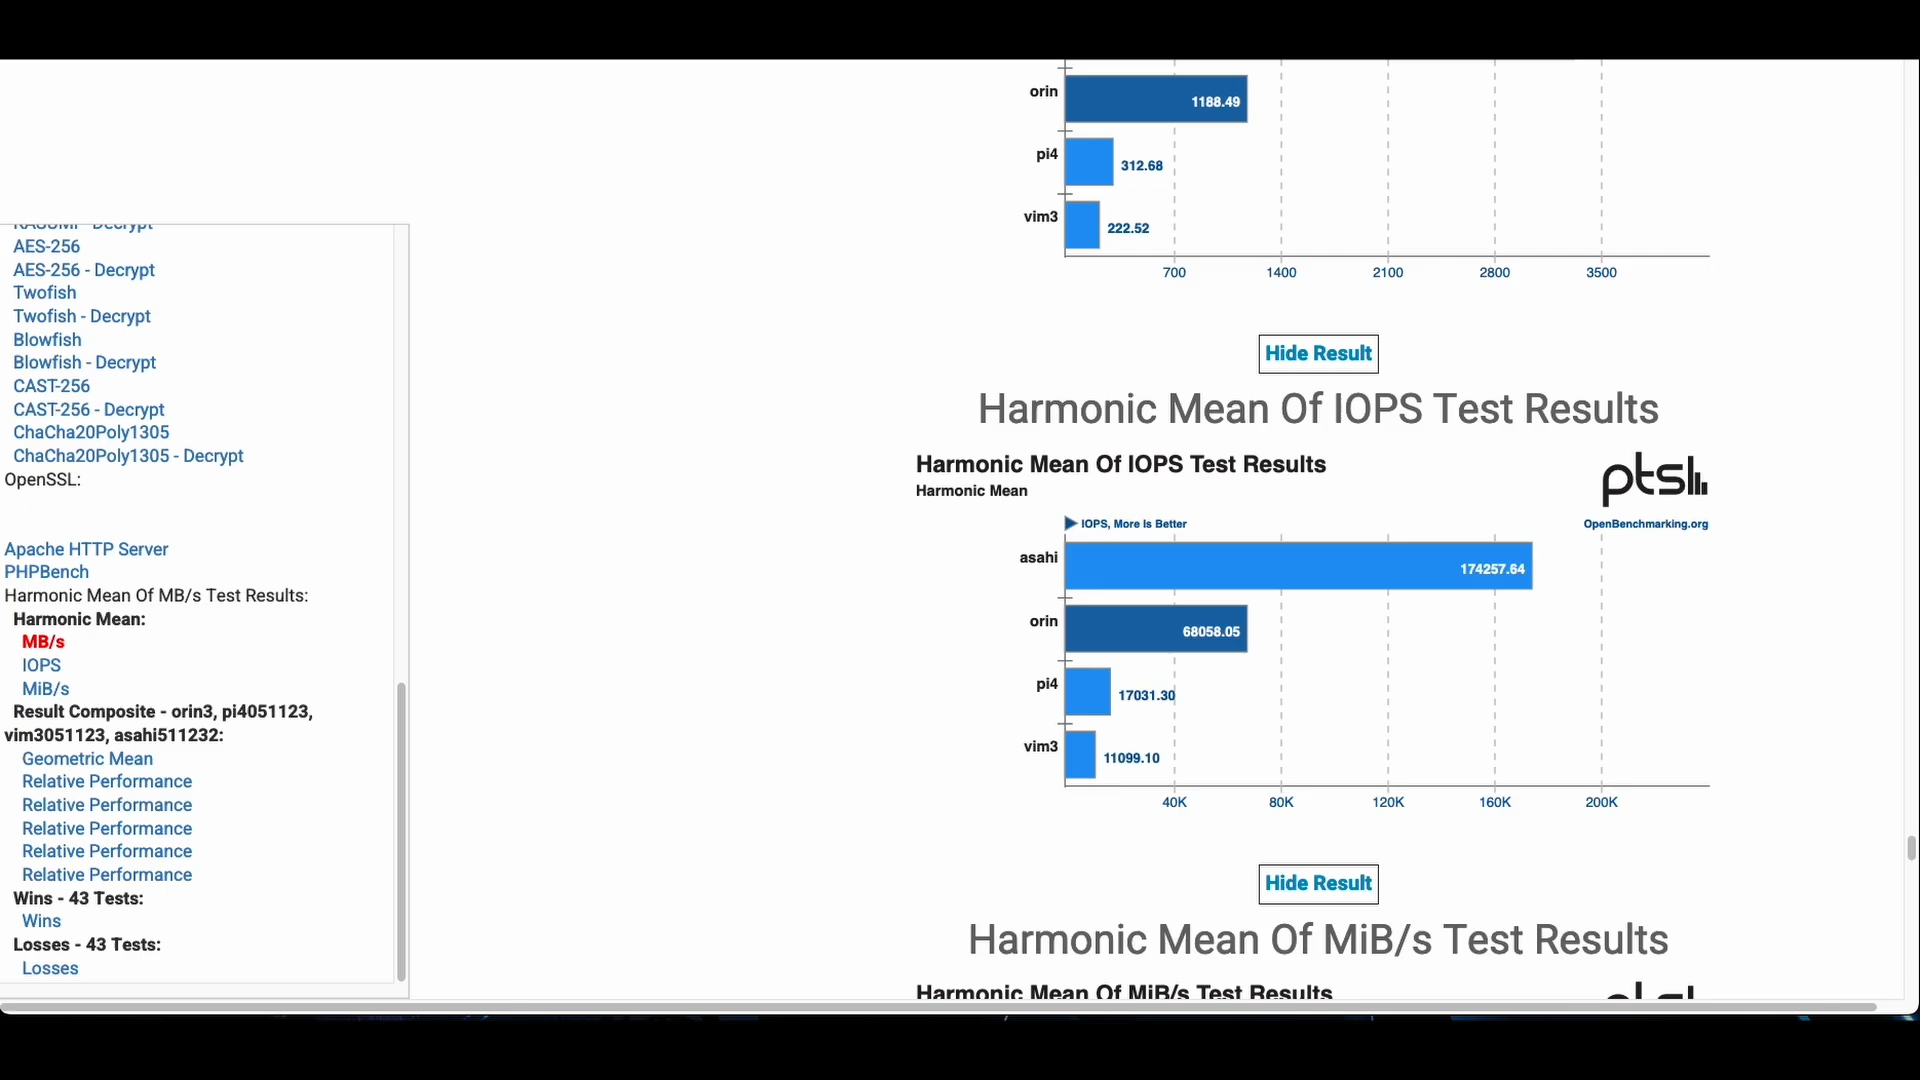 KASUMI - Decrypt
AES-256
AES-256 - Decrypt
Twofish
Twofish - Decrypt
Blowfish
Blowfish - Decrypt
CAST-256
CAST-256 - Decrypt
ChaCha20Poly1305
ChaCha20Poly1305 - Decrypt
OpenSSL:
Apache HTTP Server
PHPBench
Harmonic Mean Of MB/s Test Results:
Harmonic Mean:
MB/s
IOPS
MiB/s
Result Composite - orin3, pi4051123,
vim3051123, asahi511232:
Geometric Mean
Relative Performance
Relative Performance
Relative Performance
Relative Performance
Relative Performance
Wins - 43 Tests:
Wins
Losses - 43 Tests:
Losses
orin
1188.49
pi4
312.68
vim3
222.52
700 1400 2100 2800 3500
Hide Result
Harmonic Mean Of IOPS Test Results
Harmonic Mean Of IOPS Test Results
Harmonic Mean
ptsl
IOPS, More Is Better
OpenBenchmarking.org
asahi
174257.64
orin
68058.05
pi4
17031.30
vim3
11099.10
40K 80K 120K 160K 200K
Hide Result
Harmonic Mean Of MiB/s Test Results
Harmonic Mean Of MiB/s Test Results